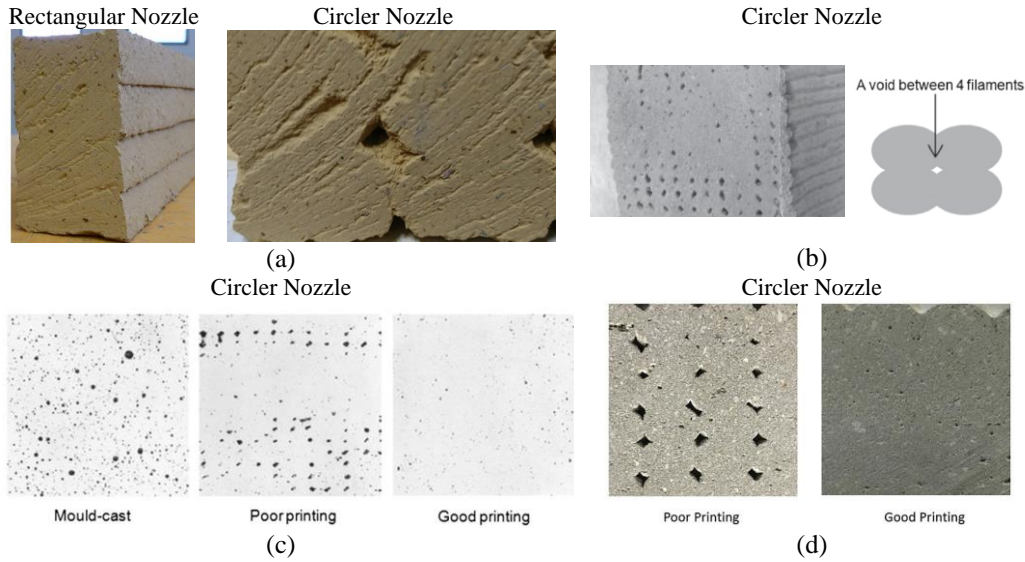 Rectangular Nozzle
Circler Nozzle
Circler Nozzle
A void between 4 filaments
(a)
(b)
Circler Nozzle
Circler Nozzle
Mould-cast
Poor printing
Good printing
Poor Printing
Good Printing
(c)
(d)